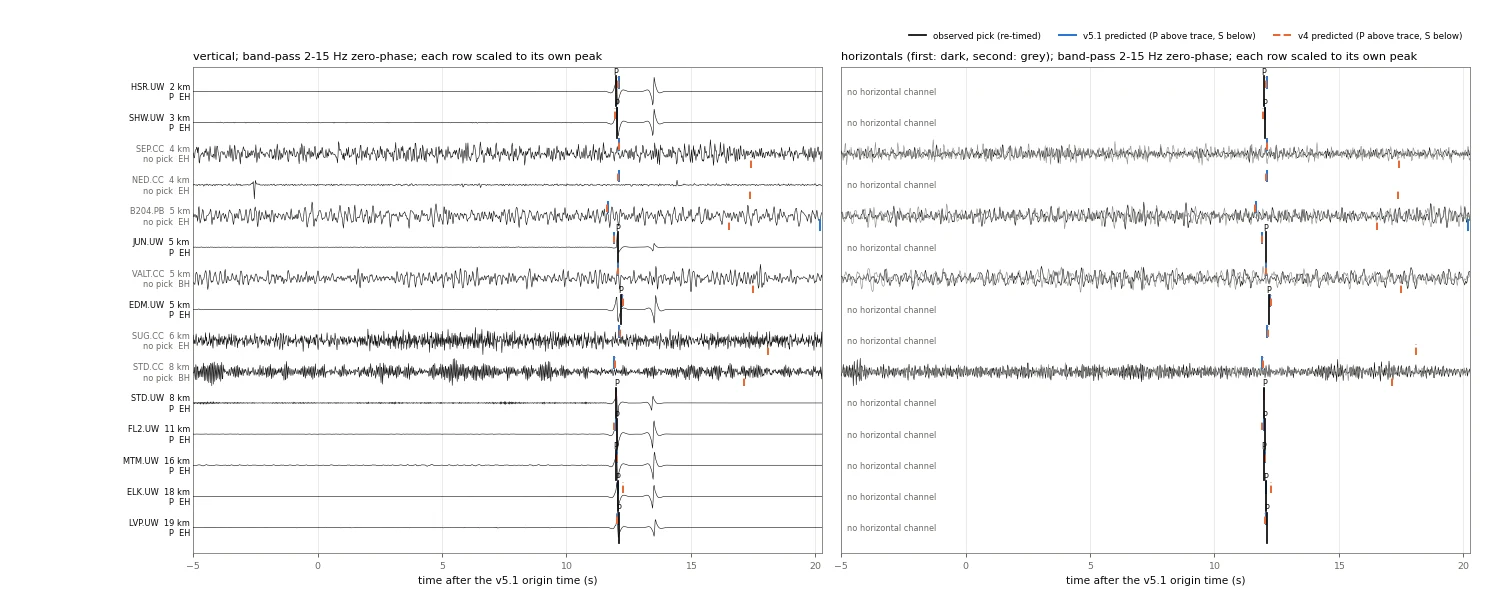 observed pick (re-timed)
v5.1 predicted (P above trace, S below)
v4 predicted (P above trace, S below)
vertical; band-pass 2-15 Hz zero-phase; each row scaled to its own peak
horizontals (first: dark, second: grey); band-pass 2-15 Hz zero-phase; each row scaled to its own peak
HSR.UW 2 km
P EH
SHW.UW 3 km
P EH
SEP.CC 4 km
no pick EH
NED.CC 4 km
no pick EH
B204.PB 5 km
no pick EH
JUN.UW 5 km
P EH
VALT.CC 5 km
no pick BH
EDM.UW 5 km
P EH
SUG.CC 6 km
no pick EH
STD.CC 8 km
no pick BH
STD.UW 8 km
P EH
FL2.UW 11 km
P EH
MTM.UW 16 km
P EH
ELK.UW 18 km
P EH
LVP.UW 19 km
P EH
P
P
P
P
P
P
P
P
P
no horizontal channel
no horizontal channel
no horizontal channel
no horizontal channel
no horizontal channel
no horizontal channel
no horizontal channel
no horizontal channel
no horizontal channel
no horizontal channel
no horizontal channel
P
P
P
P
P
P
P
P
P
−5 0 5 10 15 20
time after the v5.1 origin time (s)
−5 0 5 10 15 20
time after the v5.1 origin time (s)